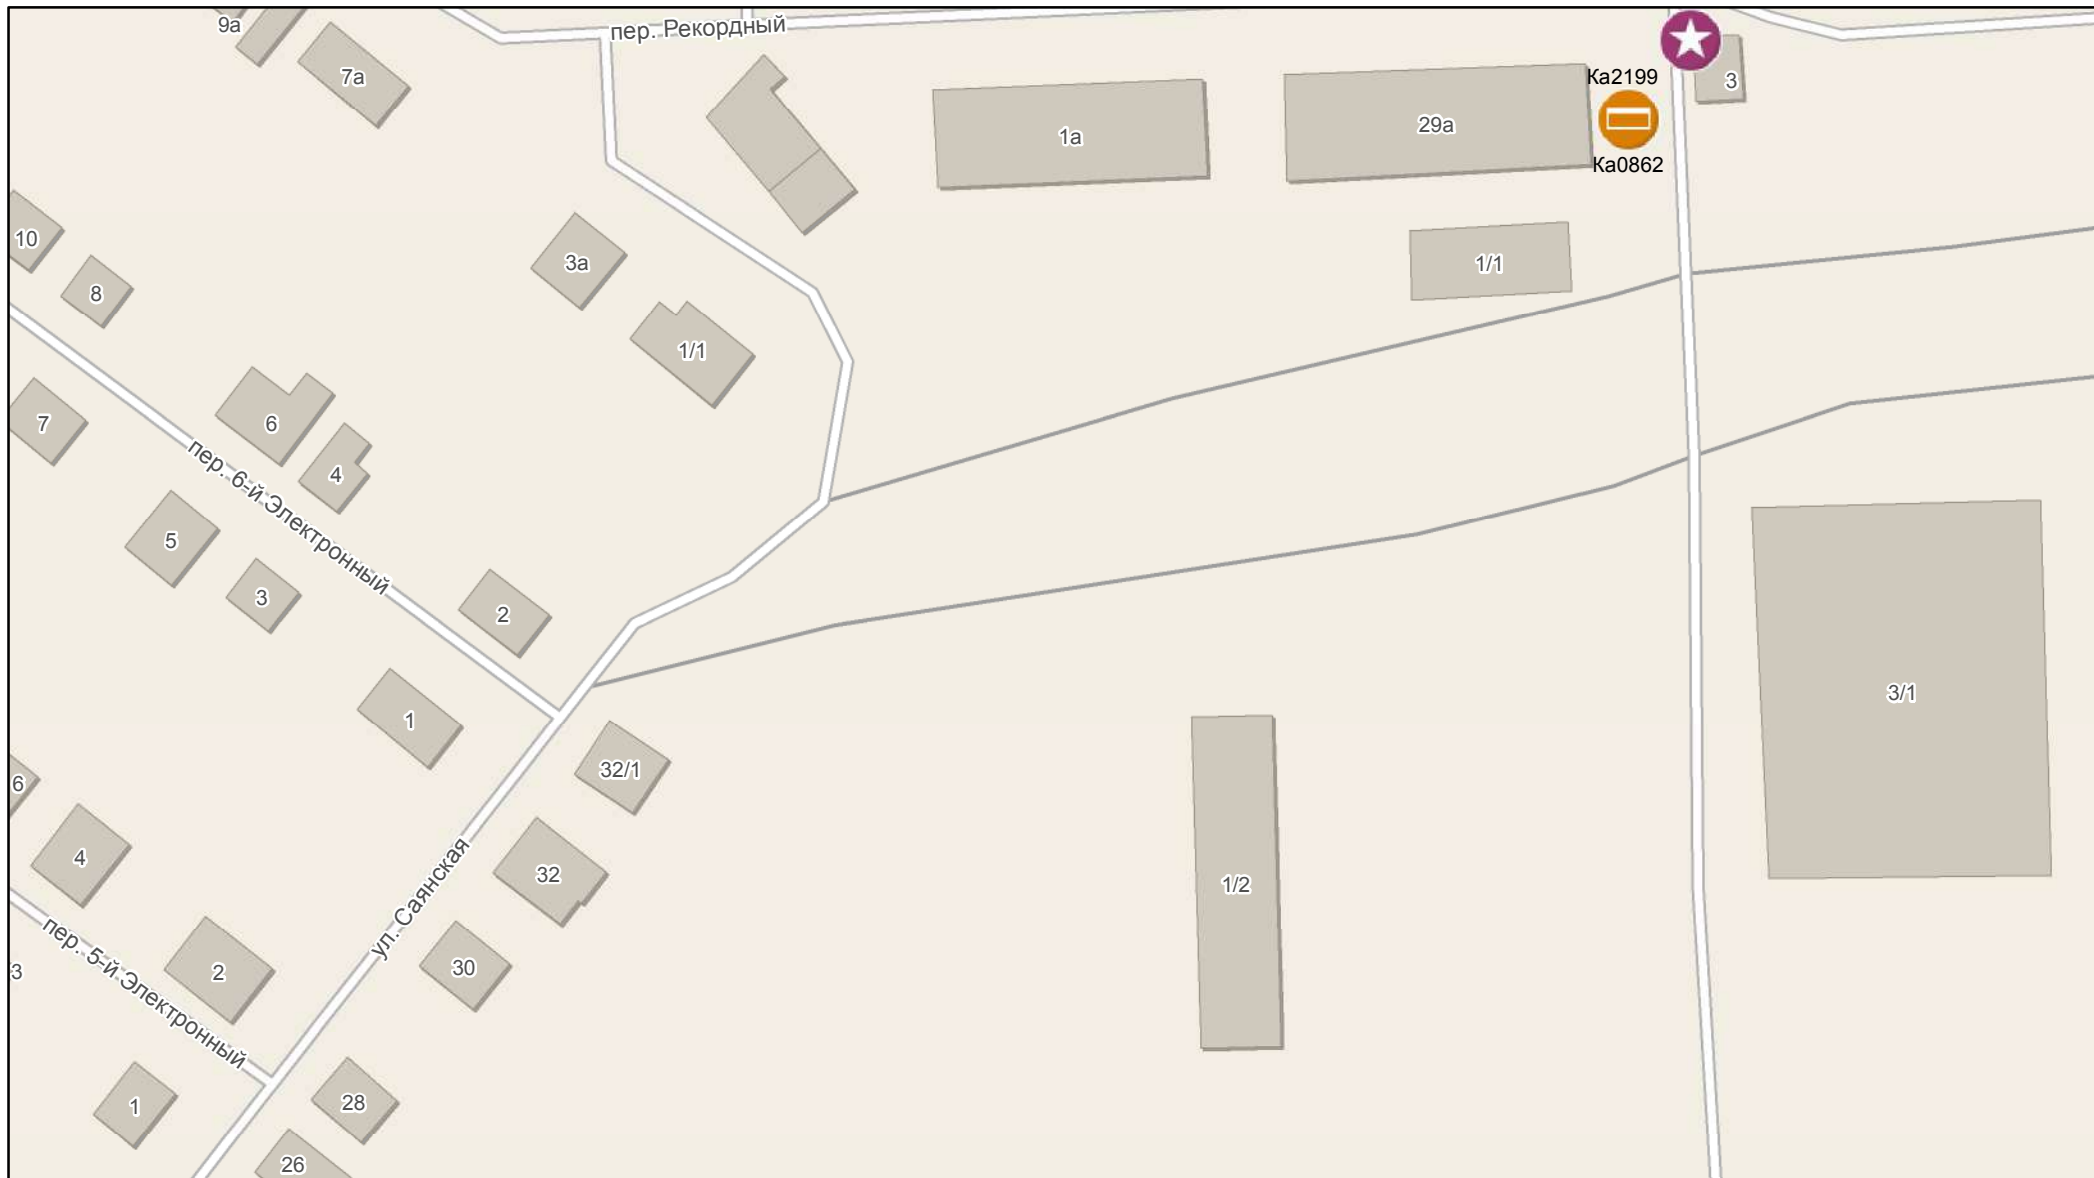 9а
пер. Рекордный
7а
Ка2199
3
29а
1а
Ка0862
10
3а
1/1
8
1/1
7
6
4
пер. 6-й Электронный
5
3
2
3/1
1
32/1
6
4
32
1/2
ул. Саянская
30
2
3
пер. 5-й Электронный
28
1
26